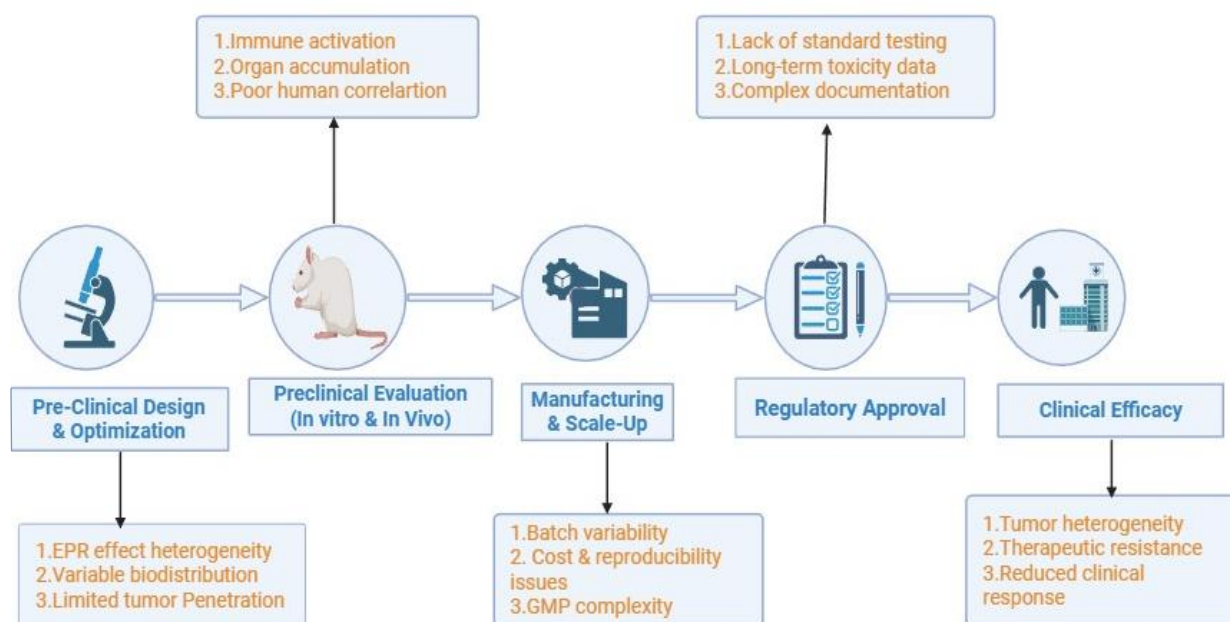 1.Immune activation
2.Organ accumulation
3.Poor human correlartion
1.Lack of standard testing
2.Long-term toxicity data
3.Complex documentation
Pre-Clinical Design
& Optimization
Preclinical Evaluation
(In vitro & In Vivo)
Manufacturing
& Scale-Up
Regulatory Approval
Clinical Efficacy
1.EPR effect heterogeneity
2.Variable biodistribution
3.Limited tumor Penetration
1.Batch variability
2. Cost & reproducibility
issues
3.GMP complexity
1.Tumor heterogeneity
2.Therapeutic resistance
3.Reduced clinical
response